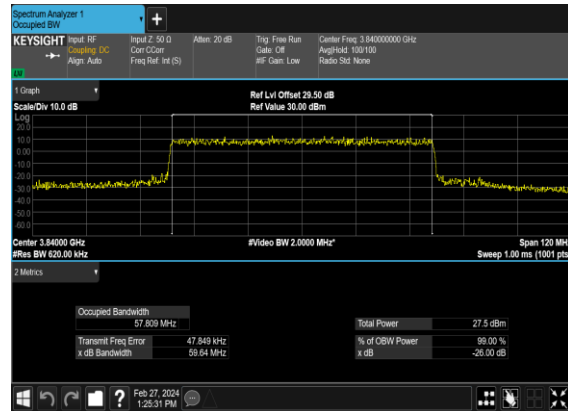 Spectrum Analyzer 1
Occupied BW
+
KEYSIGHT Input: RF Input Z: 50 Ω Atten: 20 dB Trig: Free Run Center Freq: 3.840000000 GHz
Coupling: DC Corr CCorr Gate: Off Avg|Hold: 100/100
Align: Auto Freq Ref: Int (S) #IF Gain: Low Radio Std: None
LXI
1 Graph
Ref Lvl Offset 29.50 dB
Scale/Div 10.0 dB Ref Value 30.00 dBm
Log
20.0
10.0
0.00
-10.0
-20.0
-30.0
-40.0
-50.0
-60.0
Center 3.84000 GHz #Video BW 2.0000 MHz* Span 120 MH
#Res BW 620.00 kHz Sweep 1.00 ms (1001 pts
2 Metrics
Occupied Bandwidth
57.809 MHz Total Power 27.5 dBm
Transmit Freq Error 47.849 kHz % of OBW Power 99.00 %
x dB Bandwidth 59.64 MHz x dB -26.00 dB
? Feb 27, 2024
1:25:31 PM